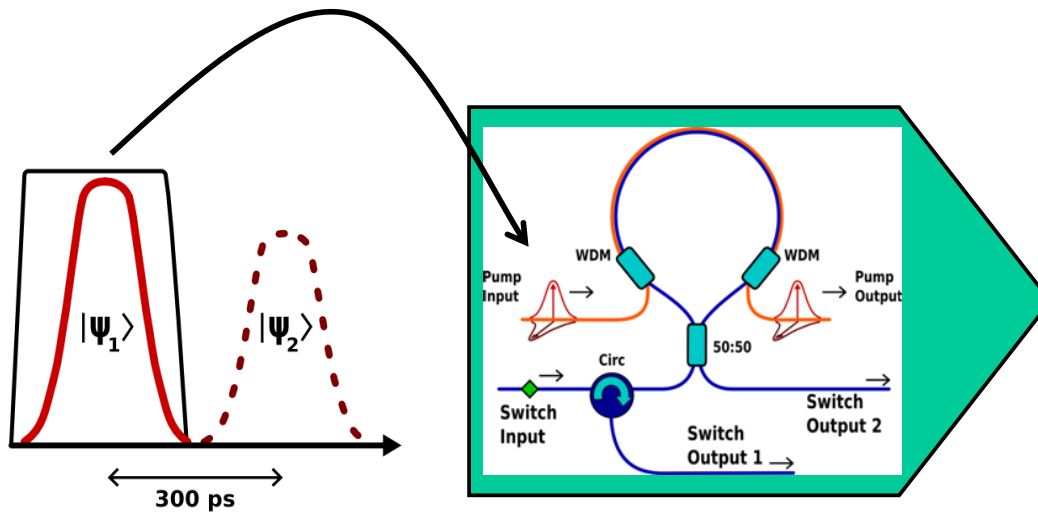 |Ψ1⟩
|Ψ2⟩
300 ps
WDM
WDM
Pump
Input
Pump
Output
50:50
Circ
Switch
Input
Switch
Output 2
Switch
Output 1